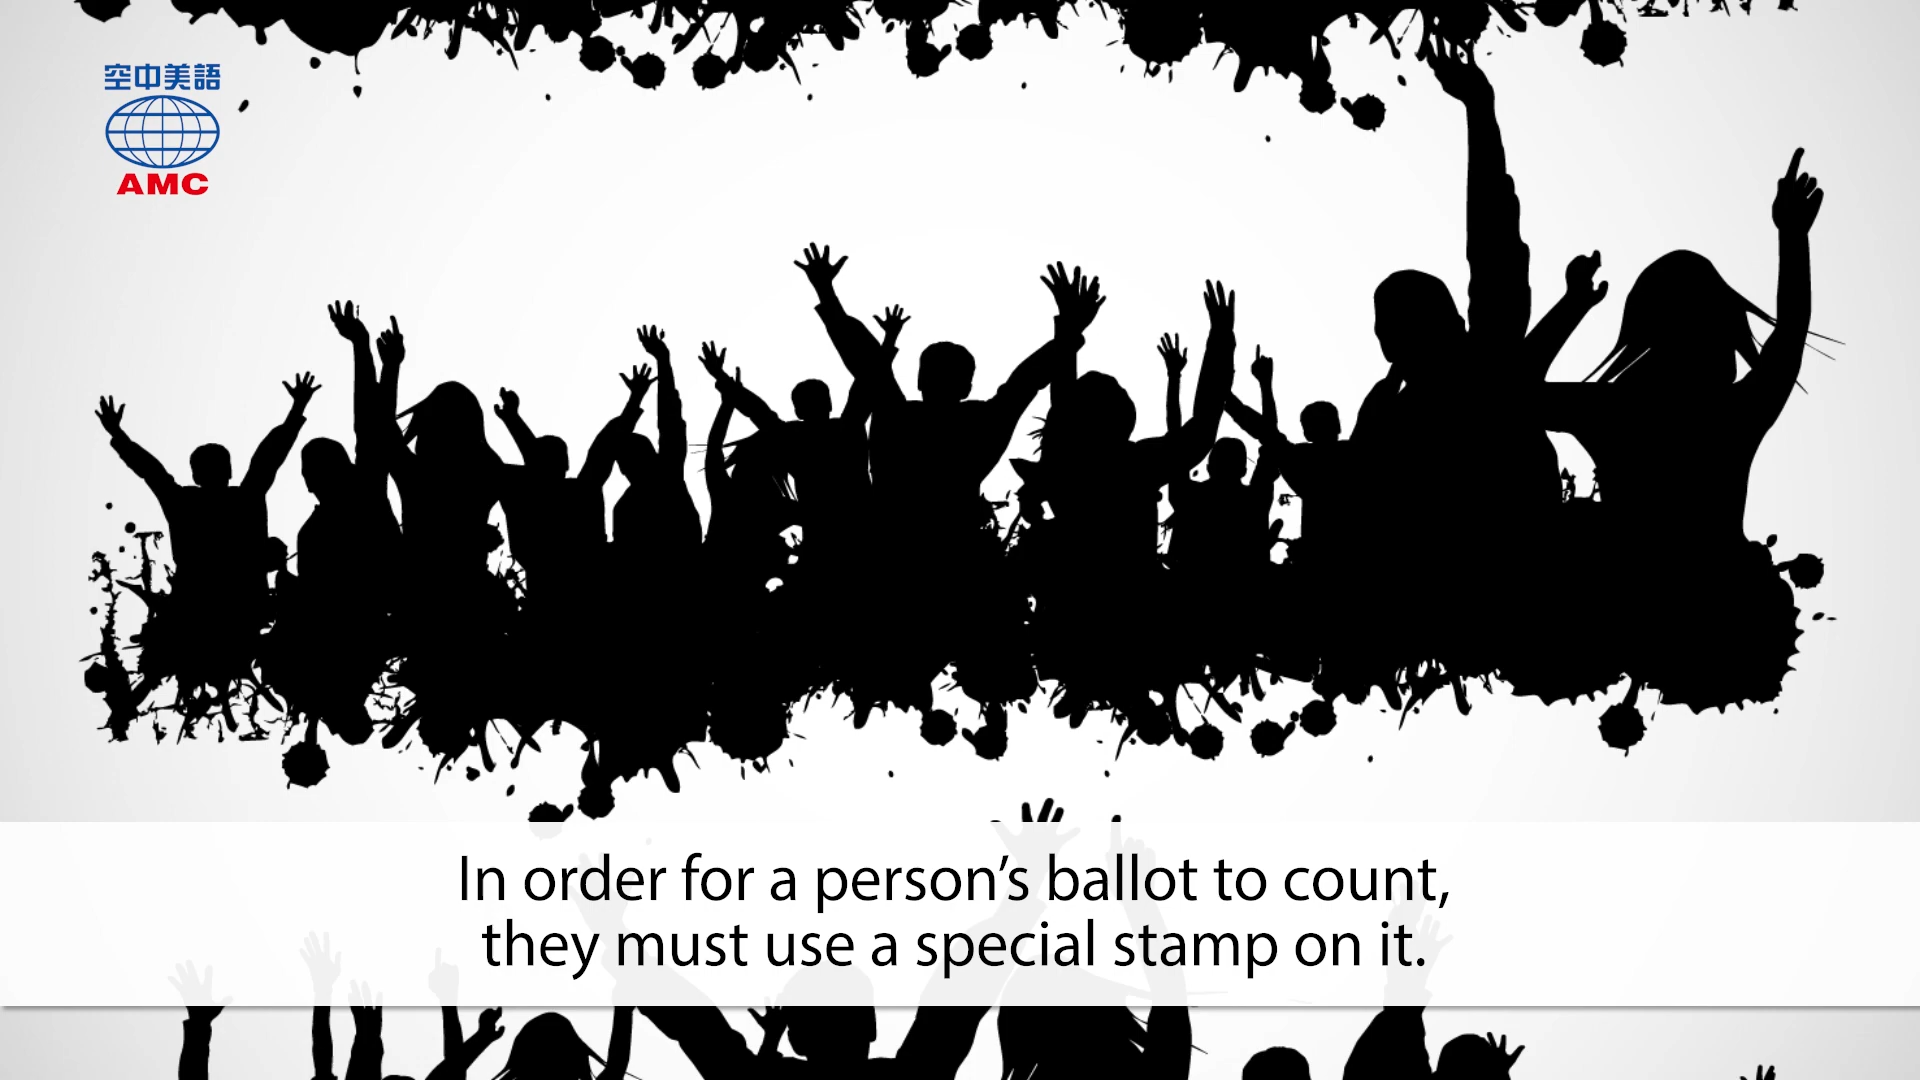 空中美語
AMC
In order for a person’s ballot to count,
they must use a special stamp on it.